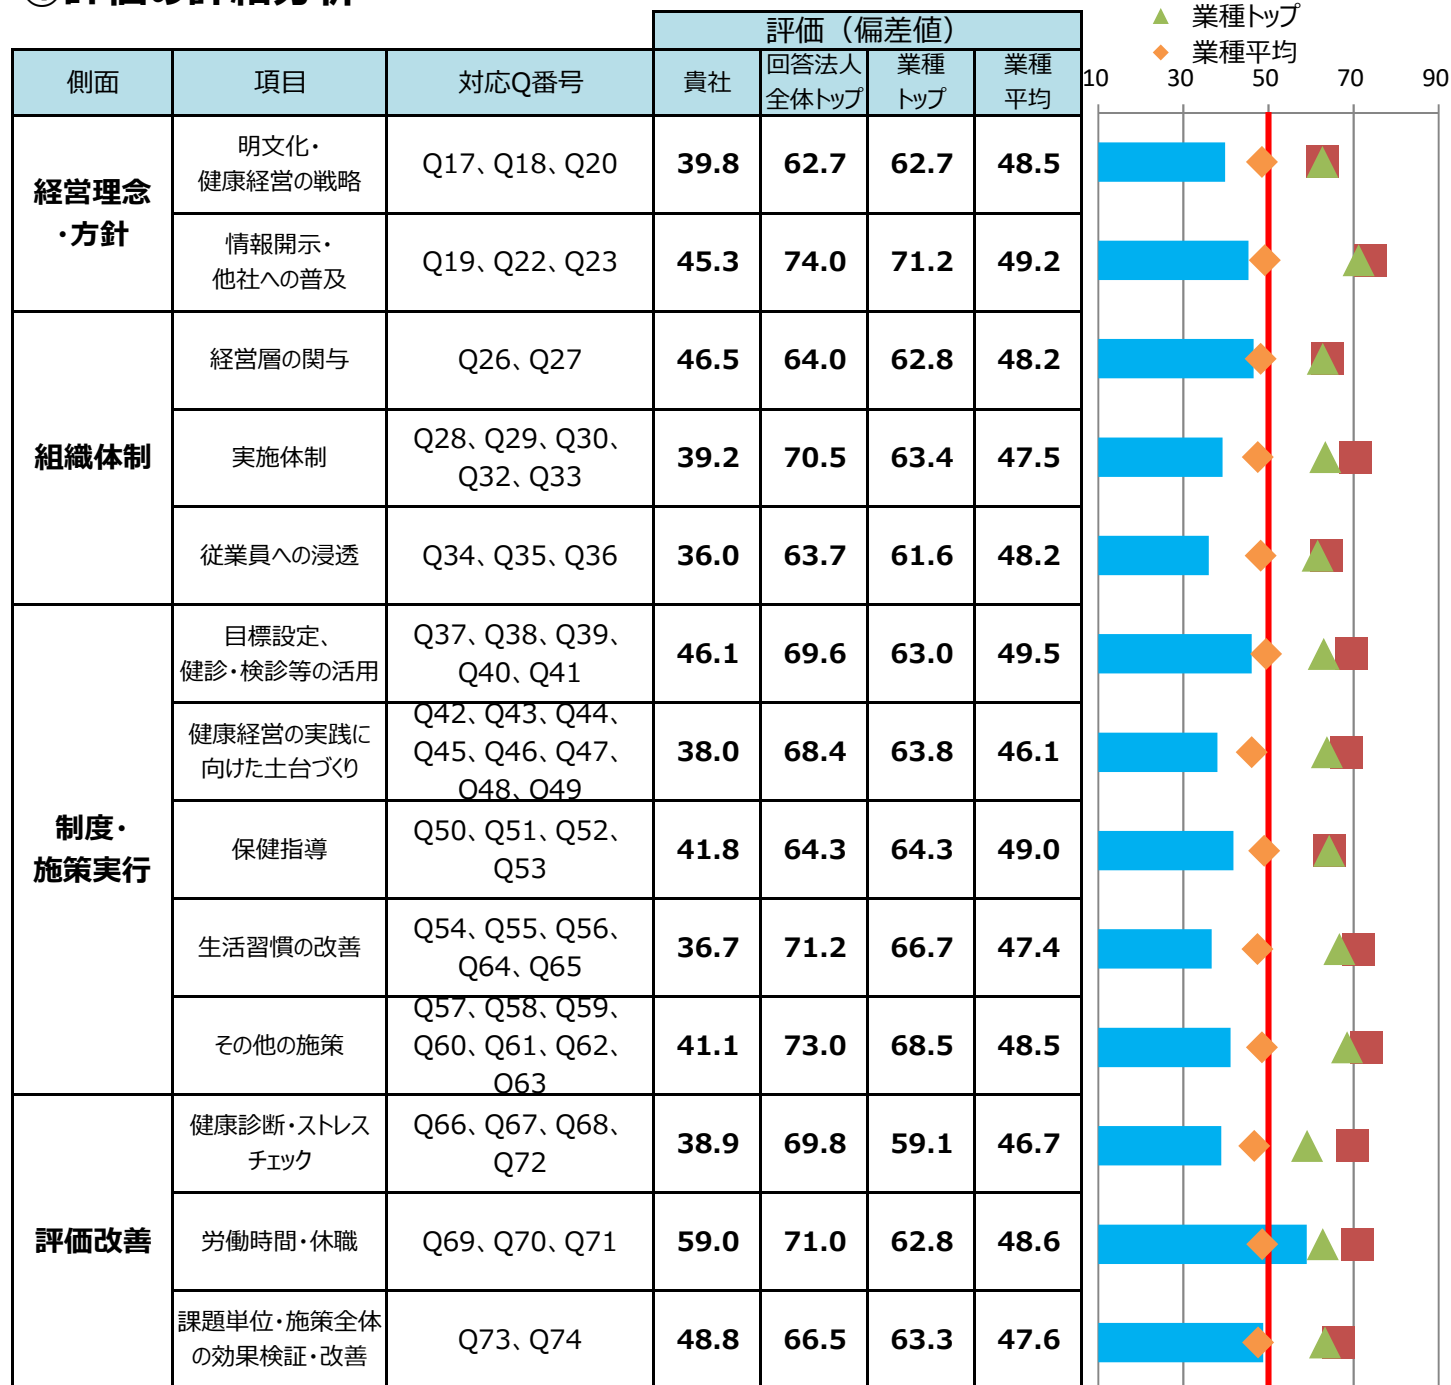 ②評価の詳細分析
業種トップ
業種平均
評価（偏差値）
側面 項目 対応Q番号 貴社 回答法人全体トップ 業種トップ 業種平均
10 30 50 70 90
経営理念
・方針
明文化・
健康経営の戦略
Q17、Q18、Q20
39.8 62.7 62.7 48.5
情報開示・
他社への普及
Q19、Q22、Q23
45.3 74.0 71.2 49.2
組織体制
経営層の関与
Q26、Q27
46.5 64.0 62.8 48.2
実施体制
Q28、Q29、Q30、
Q32、Q33
39.2 70.5 63.4 47.5
従業員への浸透
Q34、Q35、Q36
36.0 63.7 61.6 48.2
制度・
施策実行
目標設定、
健診・検診等の活用
Q37、Q38、Q39、
Q40、Q41
46.1 69.6 63.0 49.5
健康経営の実践に
向けた土台づくり
Q42、Q43、Q44、
Q45、Q46、Q47、
Q48、Q49
38.0 68.4 63.8 46.1
保健指導
Q50、Q51、Q52、
Q53
41.8 64.3 64.3 49.0
生活習慣の改善
Q54、Q55、Q56、
Q64、Q65
36.7 71.2 66.7 47.4
その他の施策
Q57、Q58、Q59、
Q60、Q61、Q62、
Q63
41.1 73.0 68.5 48.5
評価改善
健康診断・ストレス
チェック
Q66、Q67、Q68、
Q72
38.9 69.8 59.1 46.7
労働時間・休職
Q69、Q70、Q71
59.0 71.0 62.8 48.6
課題単位・施策全体
の効果検証・改善
Q73、Q74
48.8 66.5 63.3 47.6